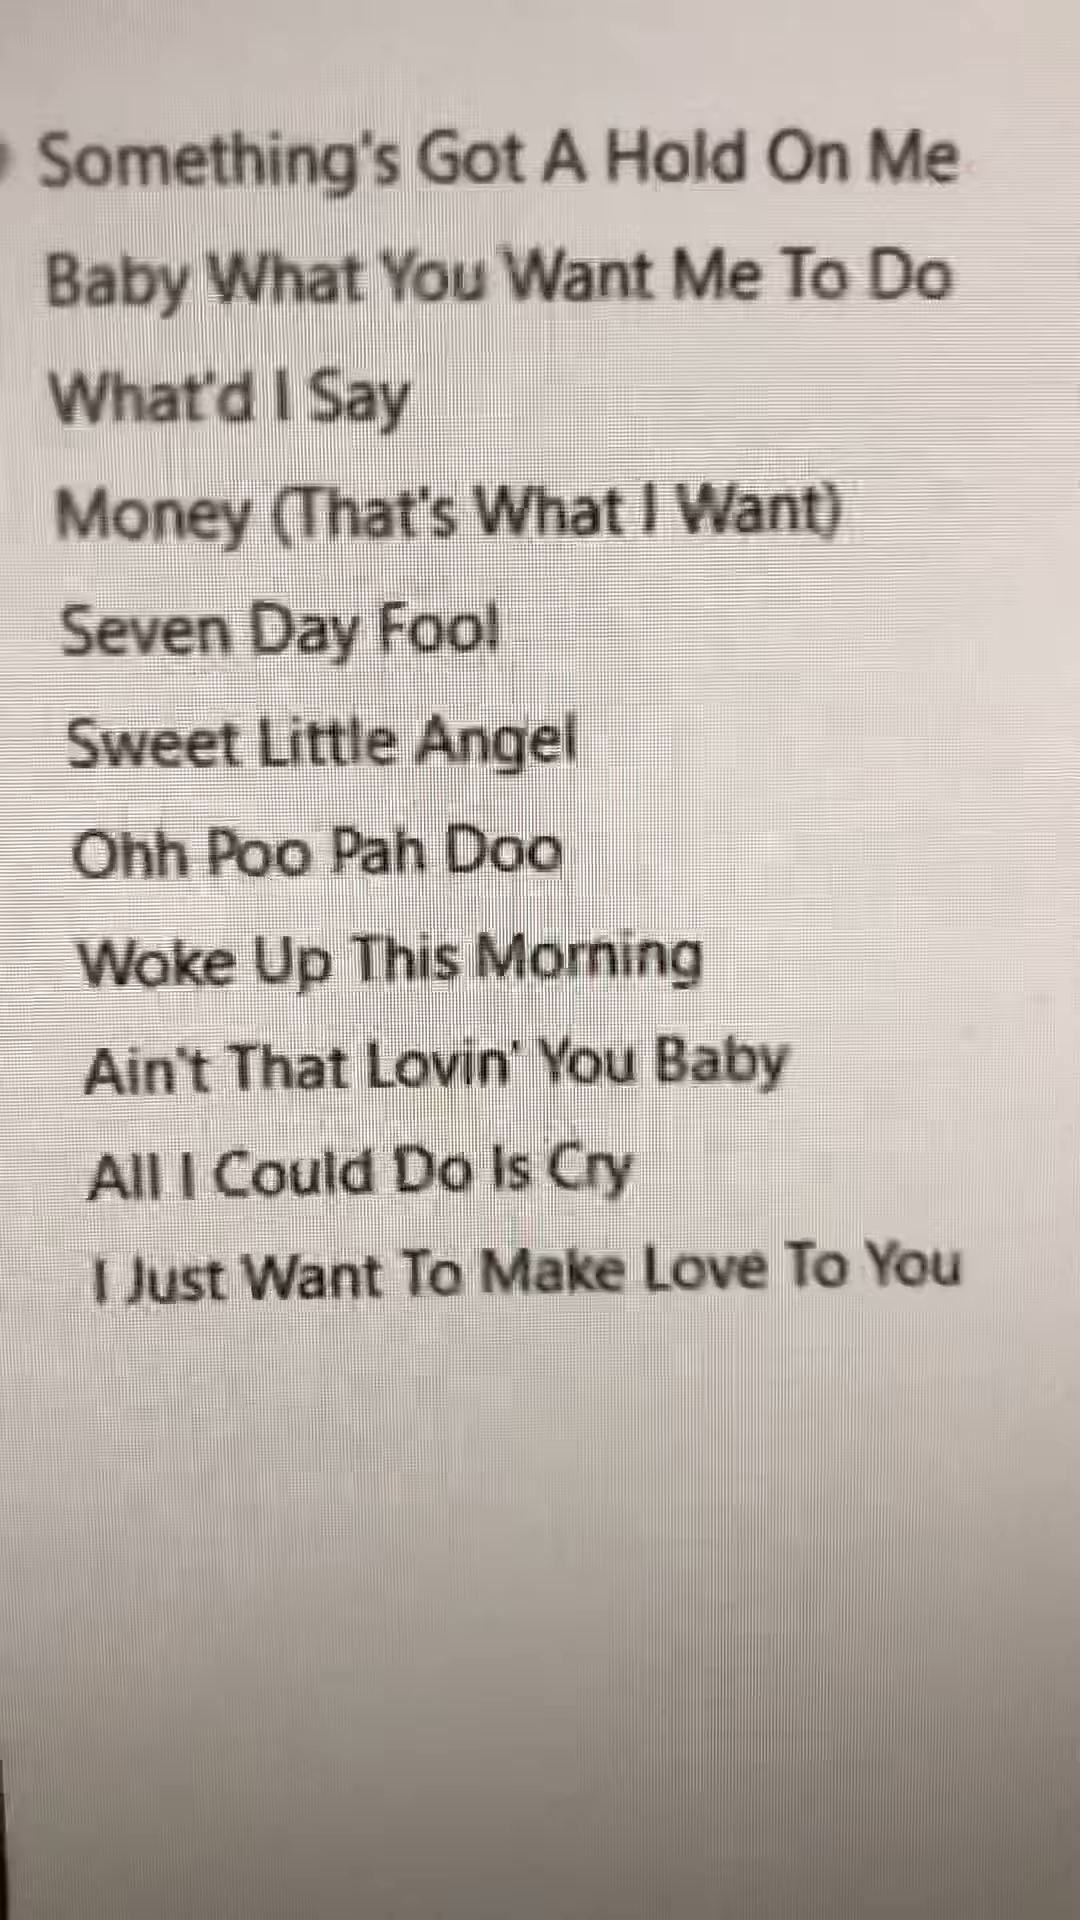 Something's Got A Hold On Me
Baby What You Want Me To Do
What'd I Say
Money (That's What I Want)
Seven Day Fool
Sweet Little Angel
Ohh Poo Pah Doo
Woke Up This Morning
Ain't That Lovin' You Baby
All I Could Do Is Cry
I Just Want To Make Love To You